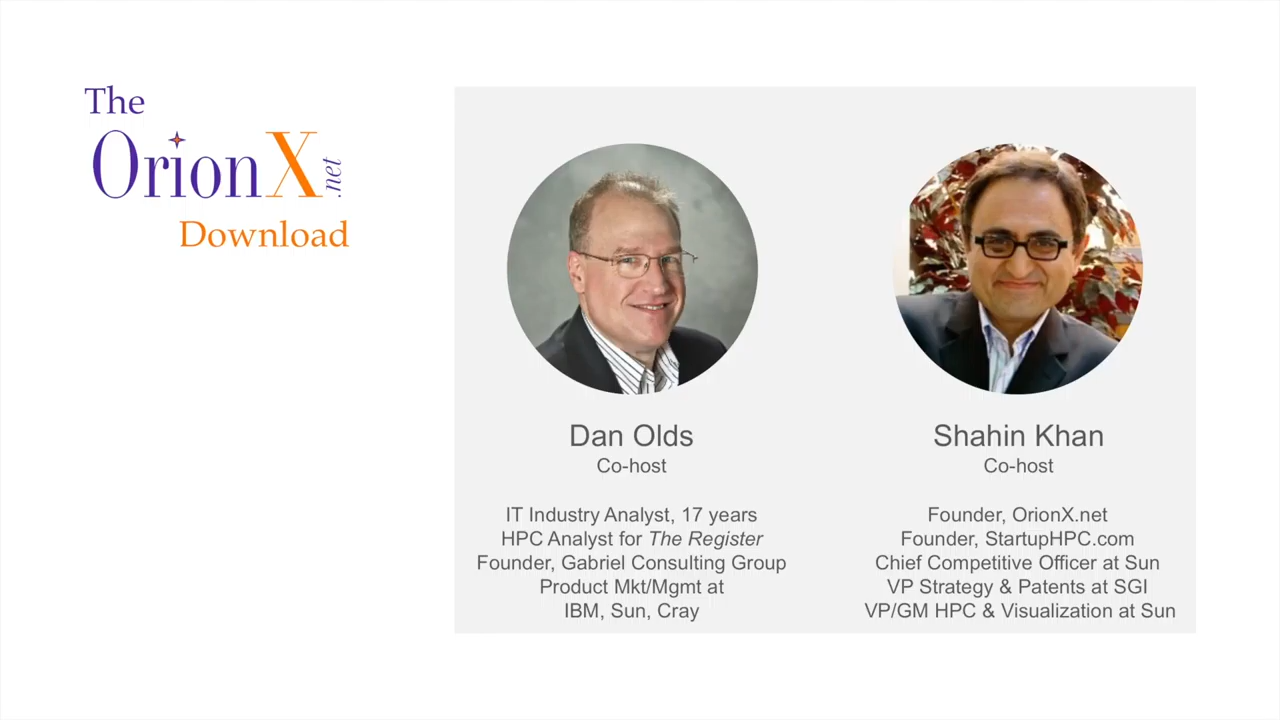 The
OrionX.net
Download
Dan Olds
Co-host
IT Industry Analyst, 17 years
HPC Analyst for The Register
Founder, Gabriel Consulting Group
Product Mkt/Mgmt at
IBM, Sun, Cray
Shahin Khan
Co-host
Founder, OrionX.net
Founder, StartupHPC.com
Chief Competitive Officer at Sun
VP Strategy & Patents at SGI
VP/GM HPC & Visualization at Sun